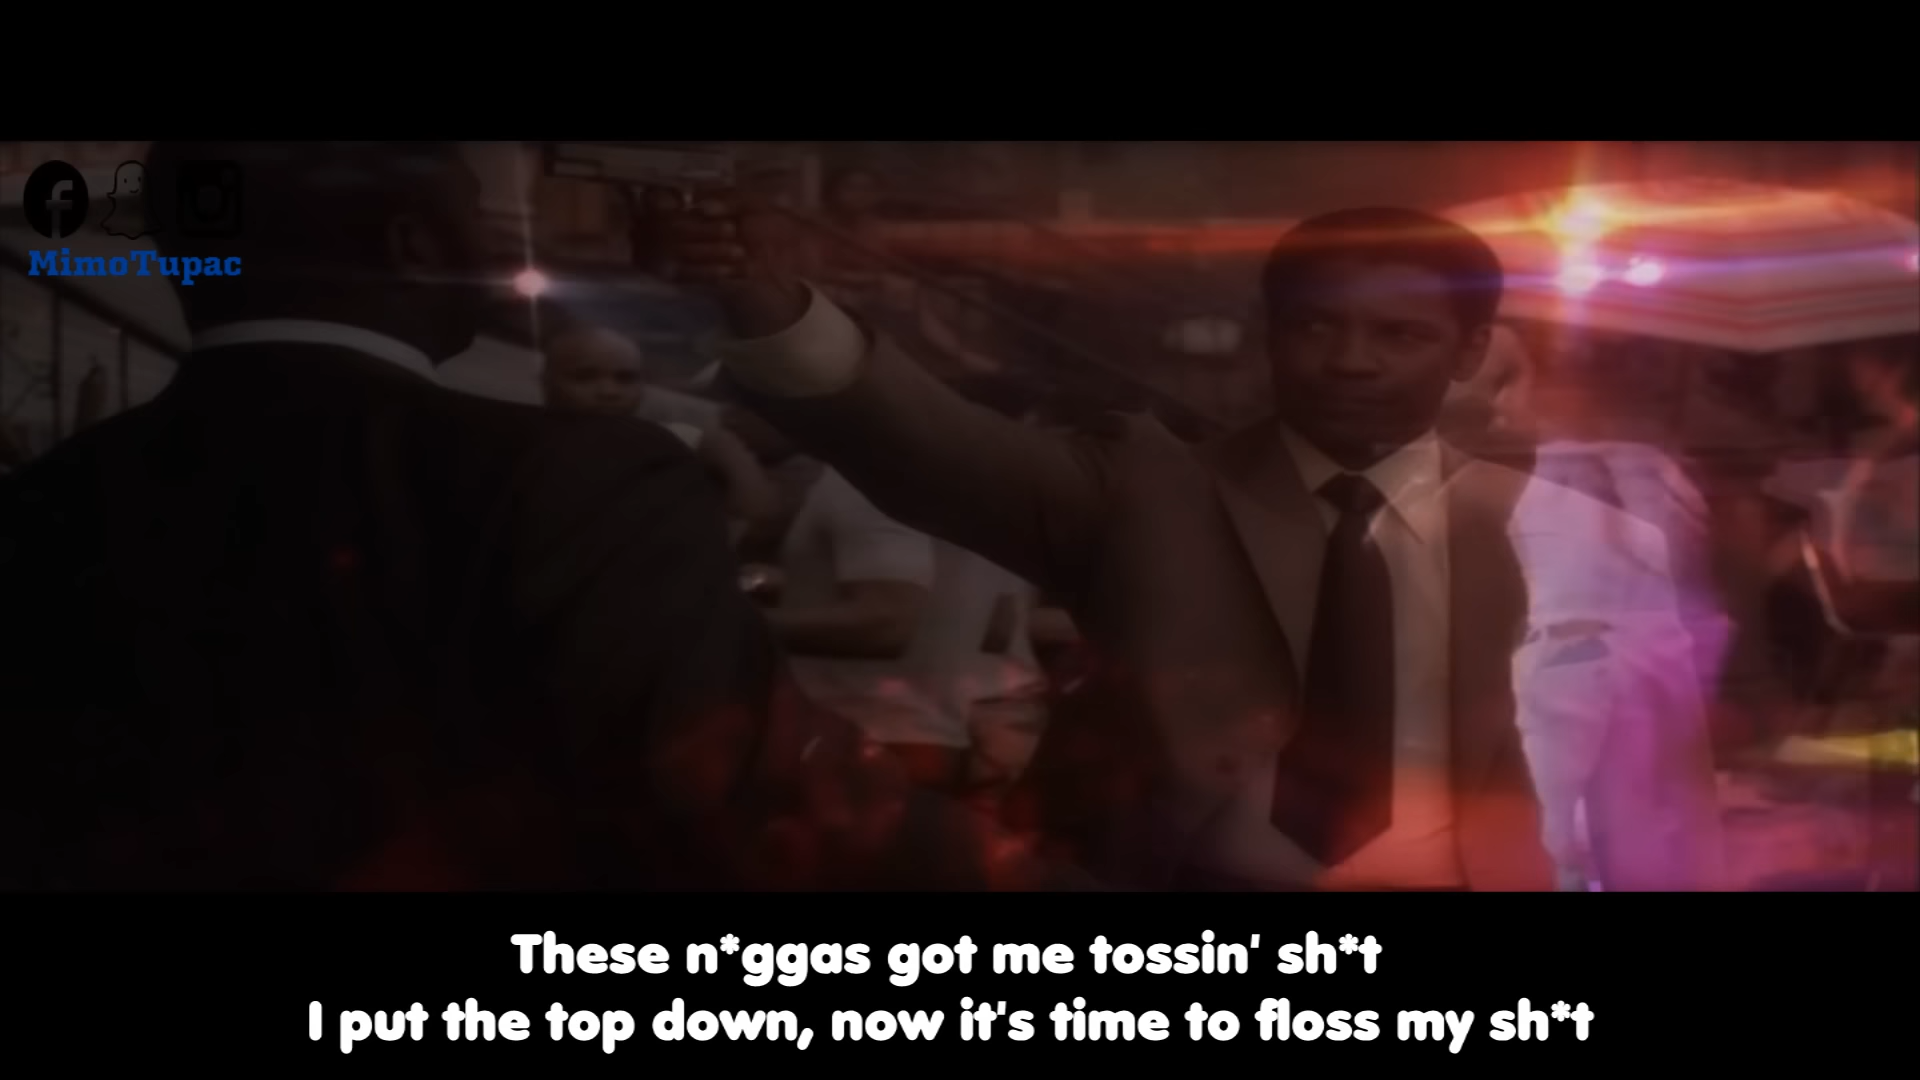 MimoTupac
These n*ggas got me tossin' sh*t
I put the top down, now it's time to floss my sh*t